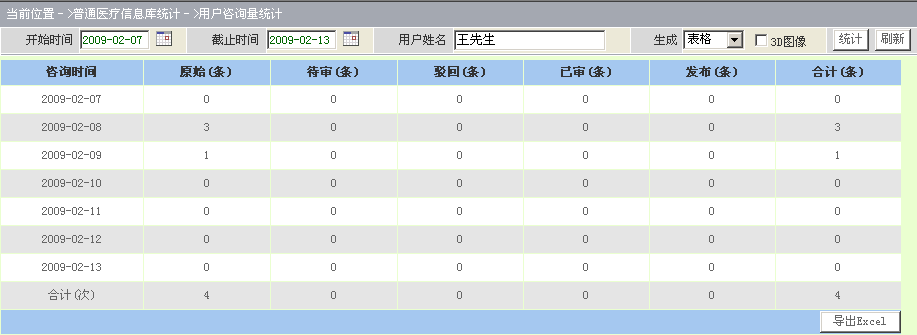 当前位置->普通医疗信息库统计->用户咨询量统计
开始时间 2009-02-07 截止时间 2009-02-13 用户姓名 王先生 生成 表格 3D图像 统计 刷新
咨询时间 原始(条) 待审(条) 驳回(条) 已审(条) 发布(条) 合计(条)
2009-02-07 0 0 0 0 0 0
2009-02-08 3 0 0 0 0 3
2009-02-09 1 0 0 0 0 1
2009-02-10 0 0 0 0 0 0
2009-02-11 0 0 0 0 0 0
2009-02-12 0 0 0 0 0 0
2009-02-13 0 0 0 0 0 0
合计(次) 4 0 0 0 0 4
导出Excel